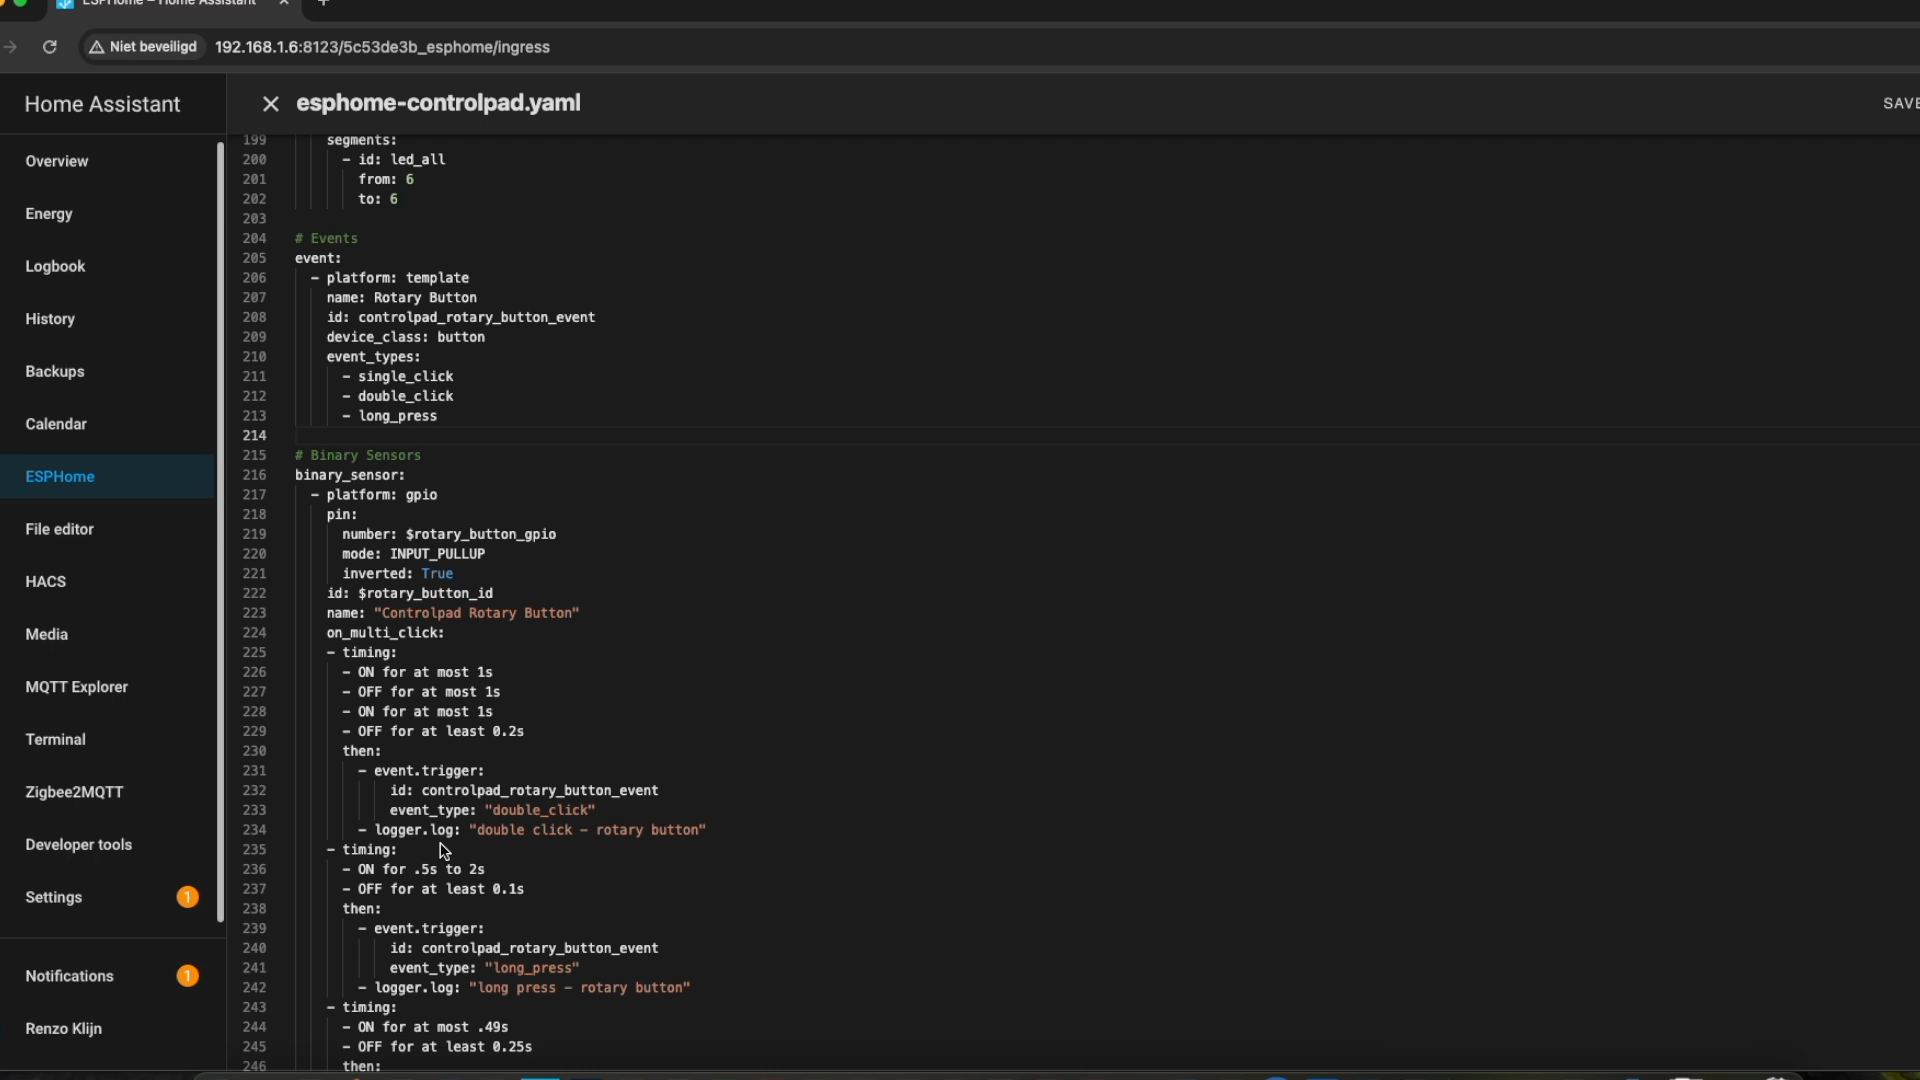 ESPHome – Home Assistant
Niet beveiligd
192.168.1.6:8123/5c53de3b_esphome/ingress
Home Assistant
esphome-controlpad.yaml
SAVE
Overview
Energy
Logbook
History
Backups
Calendar
ESPHome
File editor
HACS
Media
MQTT Explorer
Terminal
Zigbee2MQTT
Developer tools
Settings 1
Notifications 1
Renzo Klijn
199 segments:
200 - id: led_all
201 from: 6
202 to: 6
203
204 # Events
205 event:
206 - platform: template
207 name: Rotary Button
208 id: controlpad_rotary_button_event
209 device_class: button
210 event_types:
211 - single_click
212 - double_click
213 - long_press
214
215 # Binary Sensors
216 binary_sensor:
217 - platform: gpio
218 pin:
219 number: $rotary_button_gpio
220 mode: INPUT_PULLUP
221 inverted: True
222 id: $rotary_button_id
223 name: "Controlpad Rotary Button"
224 on_multi_click:
225 - timing:
226 - ON for at most 1s
227 - OFF for at most 1s
228 - ON for at most 1s
229 - OFF for at least 0.2s
230 then:
231 - event.trigger:
232 id: controlpad_rotary_button_event
233 event_type: "double_click"
234 - logger.log: "double click - rotary button"
235 - timing:
236 - ON for .5s to 2s
237 - OFF for at least 0.1s
238 then:
239 - event.trigger:
240 id: controlpad_rotary_button_event
241 event_type: "long_press"
242 - logger.log: "long press - rotary button"
243 - timing:
244 - ON for at most .49s
245 - OFF for at least 0.25s
246 then: